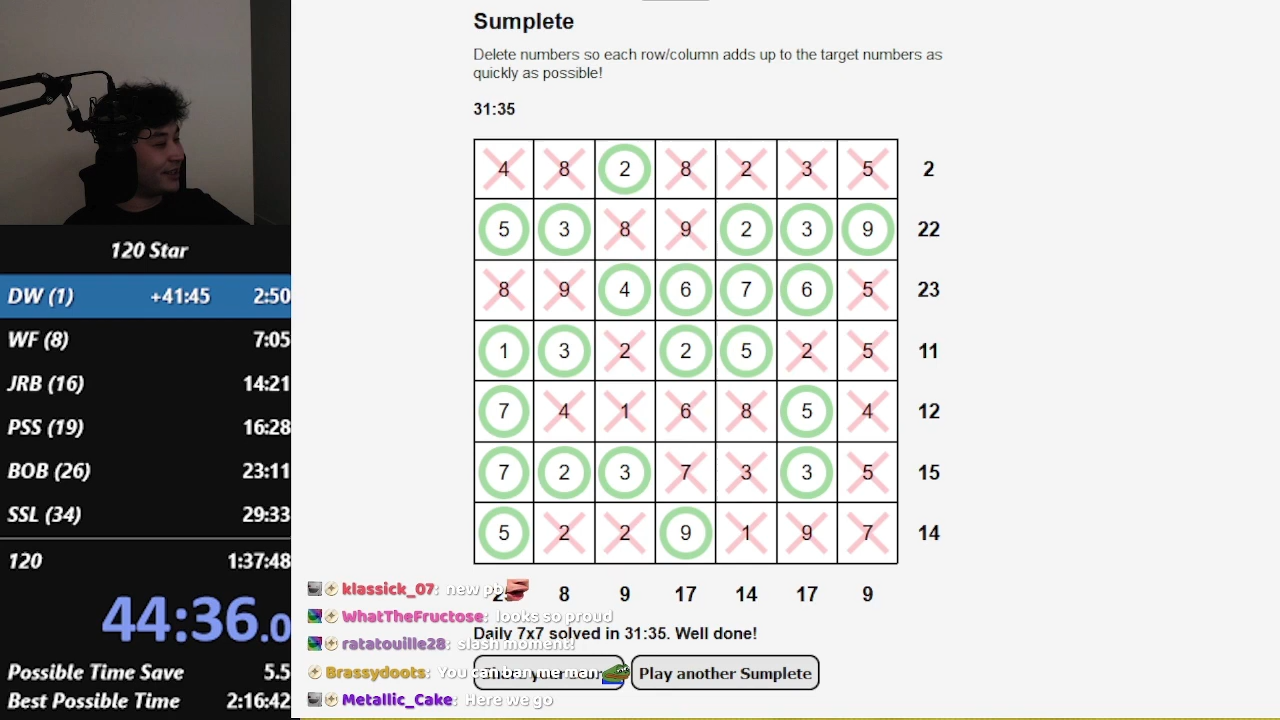 Sumplete
Delete numbers so each row/column adds up to the target numbers as
quickly as possible!
31:35
4 8 2 8 2 3 5 2
5 3 8 9 2 3 9 22
8 9 4 6 7 6 5 23
1 3 2 2 5 2 5 11
7 4 1 6 8 5 4 12
7 2 3 7 3 3 5 15
5 2 2 9 1 9 7 14
8 9 17 14 17 9
Daily 7x7 solved in 31:35. Well done!
Play another Sumplete
120 Star
DW (1) +41:45 2:50
WF (8) 7:05
JRB (16) 14:21
PSS (19) 16:28
BOB (26) 23:11
SSL (34) 29:33
120 1:37:48
44:36.0
Possible Time Save 5.5
Best Possible Time 2:16:42
klassick_07: new pb
WhatTheFructose: looks so proud
ratatouille28: slash moment!
Brassydoots: You can ban me man
Metallic_Cake: Here we go